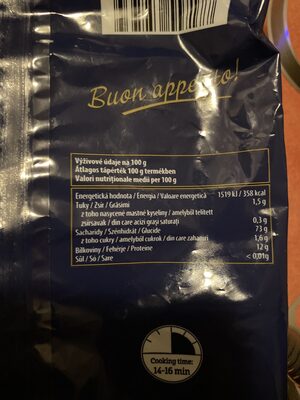 Buon appetito!
Výživové údaje na 100 g
Átlagos tápérték 100 g termékben
Valori nutriționale medii per 100 g
Energetická hodnota / Energia / Valoare energetică 1519 kJ / 358 kcal
Tuky / Zsír / Grăsimi 1,5 g
z toho nasycené mastné kyseliny / amelyből telített
zsírsavak / din care acizi grași saturați 0,3 g
Sacharidy / Szénhidrát / Glucide 73 g
z toho cukry / amelyből cukrok / din care zaharuri 1,6 g
Bílkoviny / Fehérje / Proteine 12 g
Sůl / Só / Sare < 0,01g
Cooking time:
14-16 min